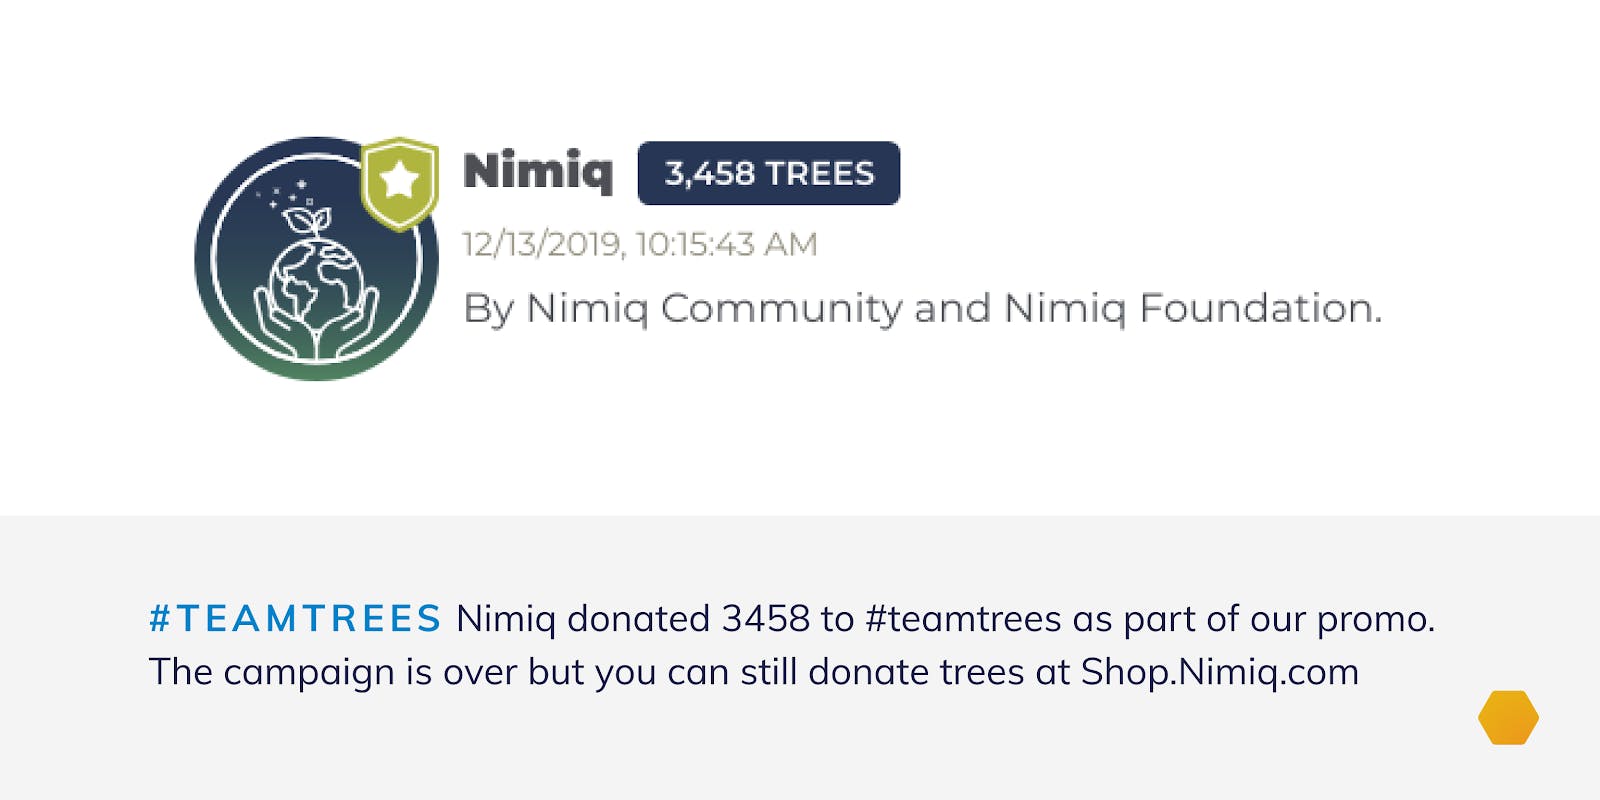 Nimiq 3,458 TREES
12/13/2019, 10:15:43 AM
By Nimiq Community and Nimiq Foundation.
#TEAMTREES Nimiq donated 3458 to #teamtrees as part of our promo.
The campaign is over but you can still donate trees at Shop.Nimiq.com